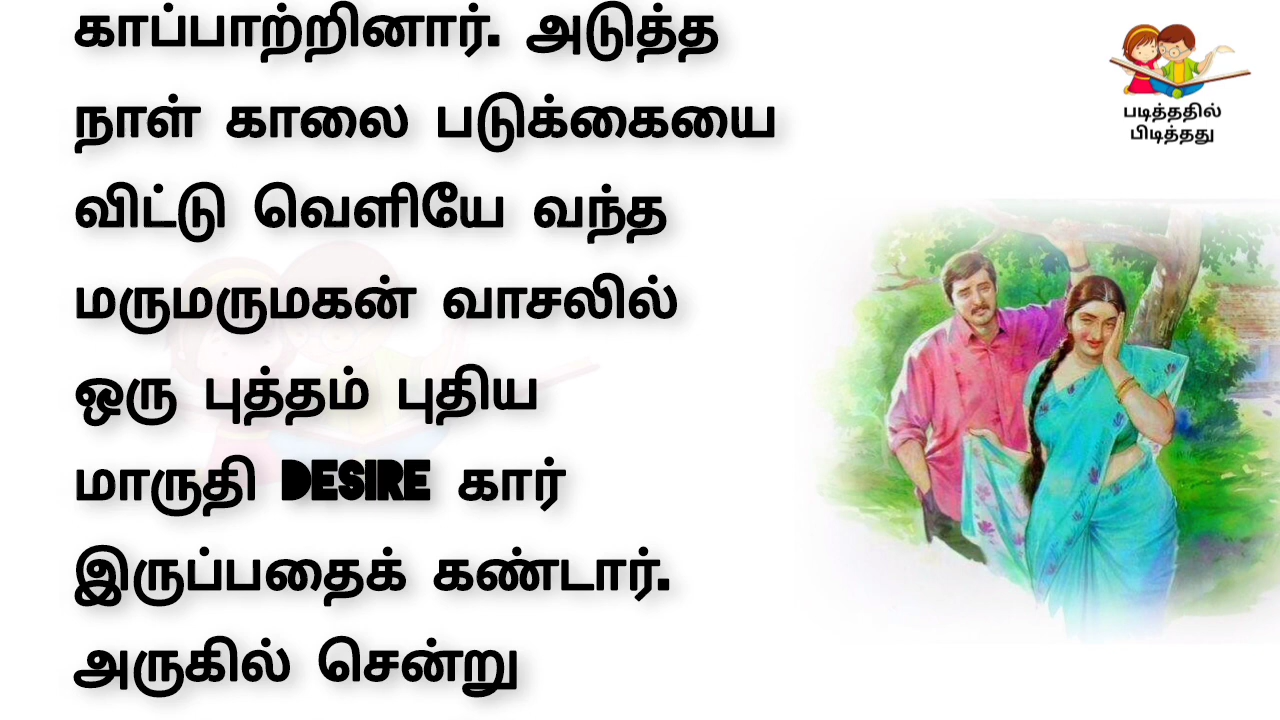 காப்பாற்றினார். அடுத்த
நாள் காலை படுக்கையை
விட்டு வெளியே வந்த
மருமருமகன் வாசலில்
ஒரு புத்தம் புதிய
மாருதி DESIRE கார்
இருப்பதைக் கண்டார்.
அருகில் சென்று
படித்ததில்
பிடித்தது